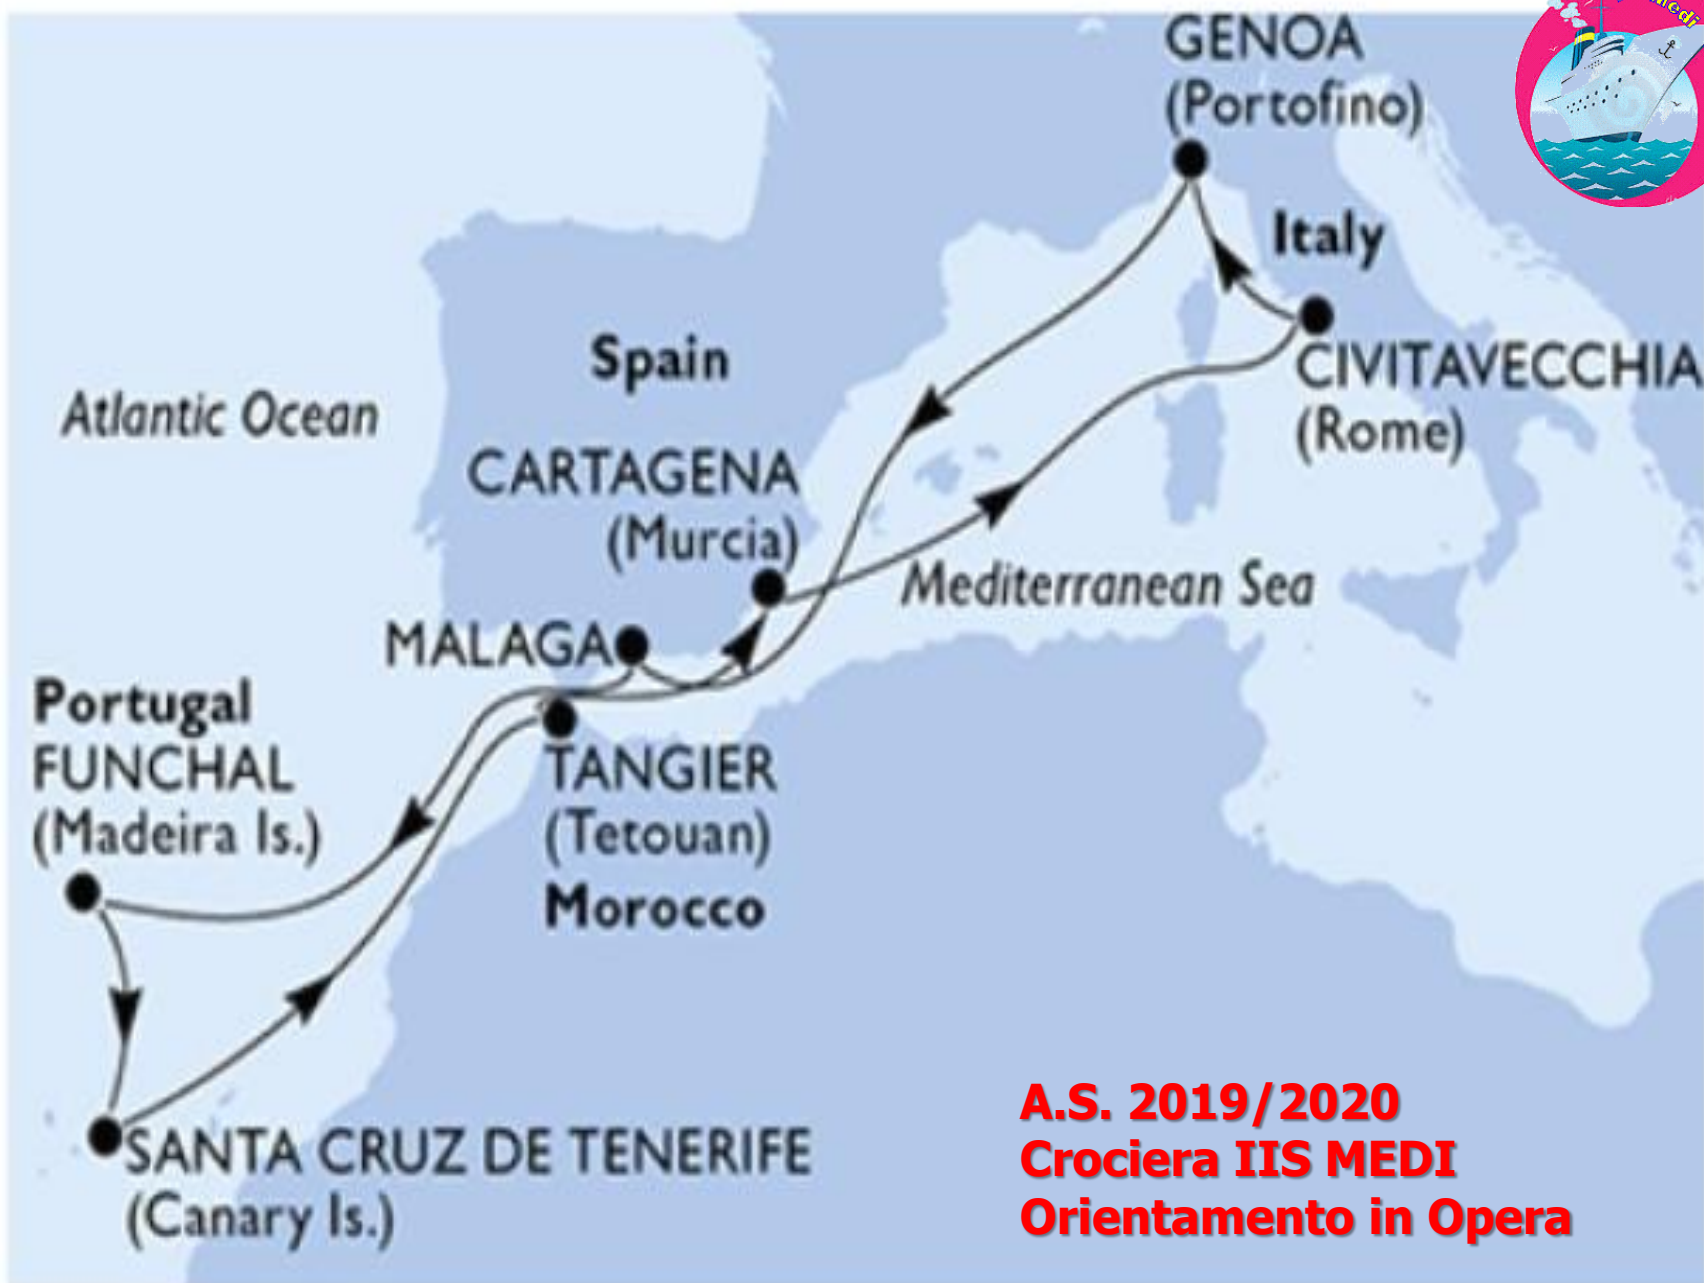 medi
GENOA
(Portofino)
Italy
Spain
CIVITAVECCHIA
(Rome)
Atlantic Ocean
CARTAGENA
(Murcia)
Mediterranean Sea
MALAGA
Portugal
FUNCHAL
(Madeira Is.)
TANGIER
(Tetouan)
Morocco
SANTA CRUZ DE TENERIFE
(Canary Is.)
A.S. 2019/2020
Crociera IIS MEDI
Orientamento in Opera